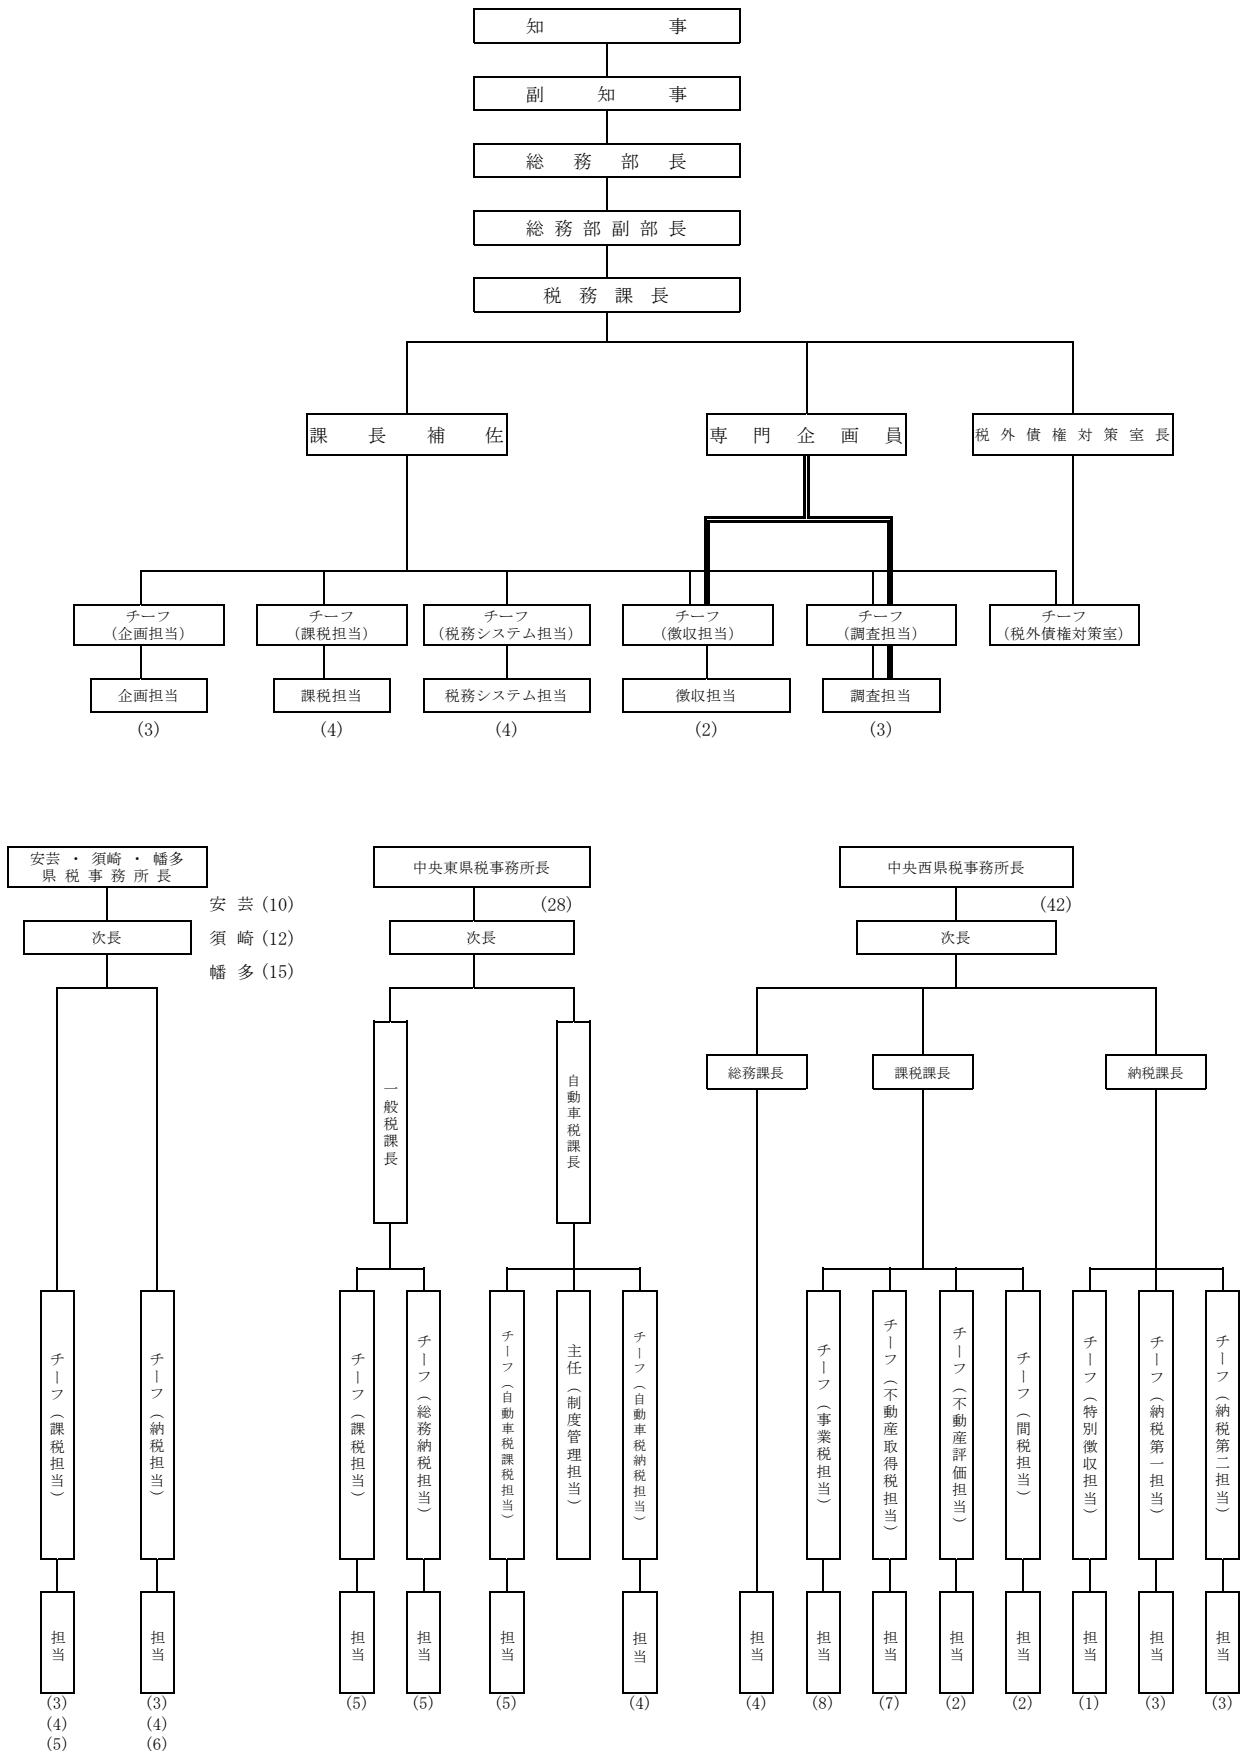 知事
副知事
総務部長
総務部副部長
税務課長
課長補佐
専門企画員
税外債権対策室長
チーフ
(企画担当)
チーフ
(課税担当)
チーフ
(税務システム担当)
チーフ
(徴収担当)
チーフ
(調査担当)
チーフ
(税外債権対策室)
企画担当
課税担当
税務システム担当
徴収担当
調査担当
(3)
(4)
(4)
(2)
(3)
安芸・須崎・幡多
県税事務所長
安芸(10)
次長
須崎(12)
幡多(15)
チーフ(課税担当)
チーフ(納税担当)
担当
担当
(3)
(3)
(4)
(4)
(5)
(6)
中央東県税事務所長
(28)
次長
一般税課長
自動車税課長
チーフ(課税担当)
チーフ(総務納税担当)
チーフ(自動車税課税担当)
主任(制度管理担当)
チーフ(自動車税納税担当)
担当
担当
担当
担当
(5)
(5)
(5)
(4)
中央西県税事務所長
(42)
次長
総務課長
課税課長
納税課長
チーフ(事業税担当)
チーフ(不動産取得税担当)
チーフ(不動産評価担当)
チーフ(間税担当)
チーフ(特別徴収担当)
チーフ(納税第一担当)
チーフ(納税第二担当)
担当
担当
担当
担当
担当
担当
担当
担当
(4)
(8)
(7)
(2)
(2)
(1)
(3)
(3)